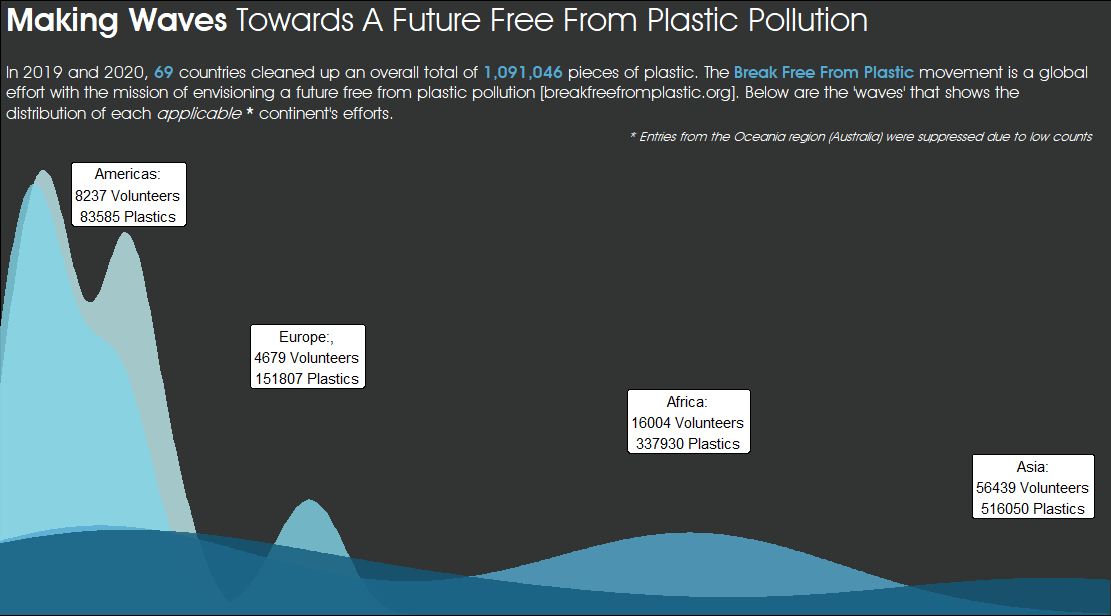 Making Waves Towards A Future Free From Plastic Pollution
In 2019 and 2020, 69 countries cleaned up an overall total of 1,091,046 pieces of plastic. The Break Free From Plastic movement is a global
effort with the mission of envisioning a future free from plastic pollution [breakfreefromplastic.org]. Below are the 'waves' that shows the
distribution of each applicable * continent's efforts.
* Entries from the Oceania region (Australia) were suppressed due to low counts
Americas:
8237 Volunteers
83585 Plastics
Europe:,
4679 Volunteers
151807 Plastics
Africa:
16004 Volunteers
337930 Plastics
Asia:
56439 Volunteers
516050 Plastics